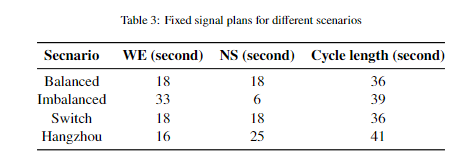 Table 3: Fixed signal plans for different scenarios
Secnario WE (second) NS (second) Cycle length (second)
Balanced 18 18 36
Imbalanced 33 6 39
Switch 18 18 36
Hangzhou 16 25 41